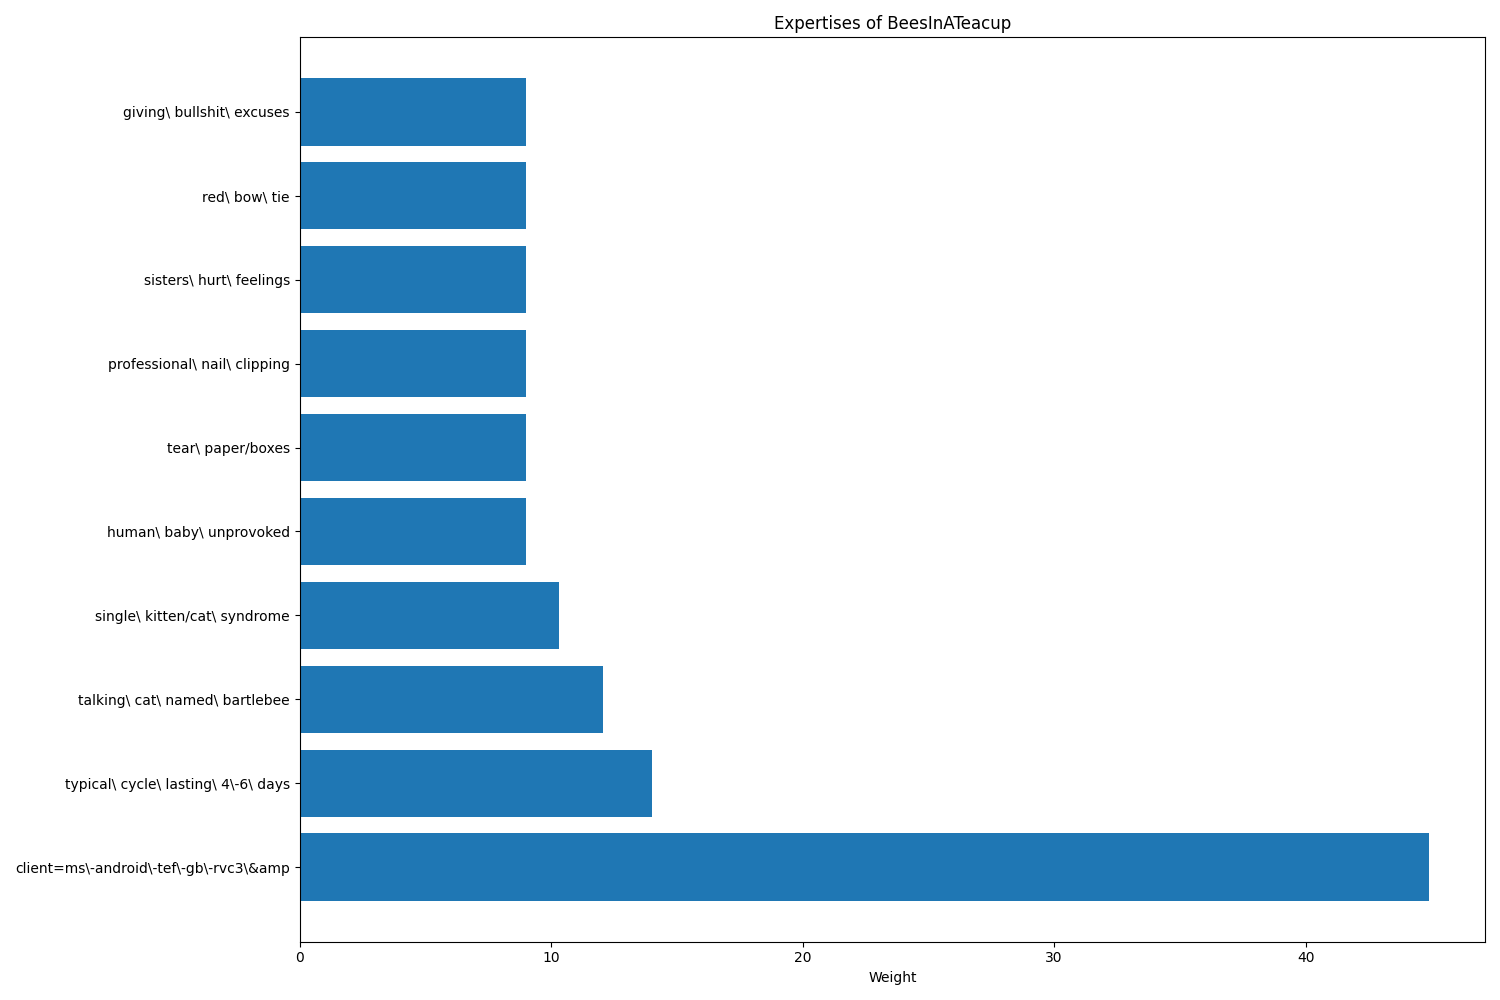 Expertises of BeesInATeacup
giving\ bullshit\ excuses
red\ bow\ tie
sisters\ hurt\ feelings
professional\ nail\ clipping
tear\ paper/boxes
human\ baby\ unprovoked
single\ kitten/cat\ syndrome
talking\ cat\ named\ bartlebee
typical\ cycle\ lasting\ 4\-6\ days
client=ms\-android\-tef\-gb\-rvc3\&amp
0 10 20 30 40
Weight